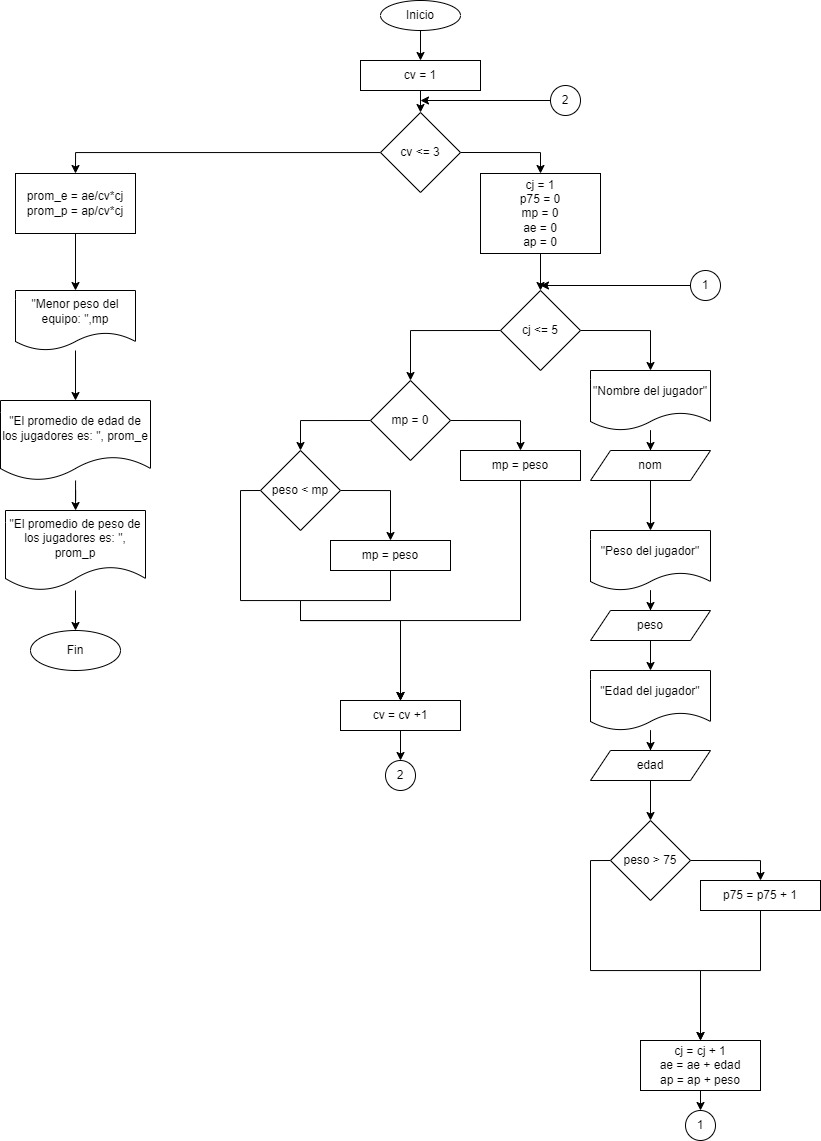 Inicio
cv = 1
2
cv <= 3
prom_e = ae/cv*cj
prom_p = ap/cv*cj
cj = 1
p75 = 0
mp = 0
ae = 0
ap = 0
"Menor peso del
equipo: ",mp
1
cj <= 5
"El promedio de edad de
los jugadores es: ", prom_e
mp = 0
"Nombre del jugador"
peso < mp
mp = peso
nom
"El promedio de peso de
los jugadores es: ",
prom_p
mp = peso
"Peso del jugador"
peso
Fin
"Edad del jugador"
cv = cv +1
edad
2
peso > 75
p75 = p75 + 1
cj = cj + 1
ae = ae + edad
ap = ap + peso
1